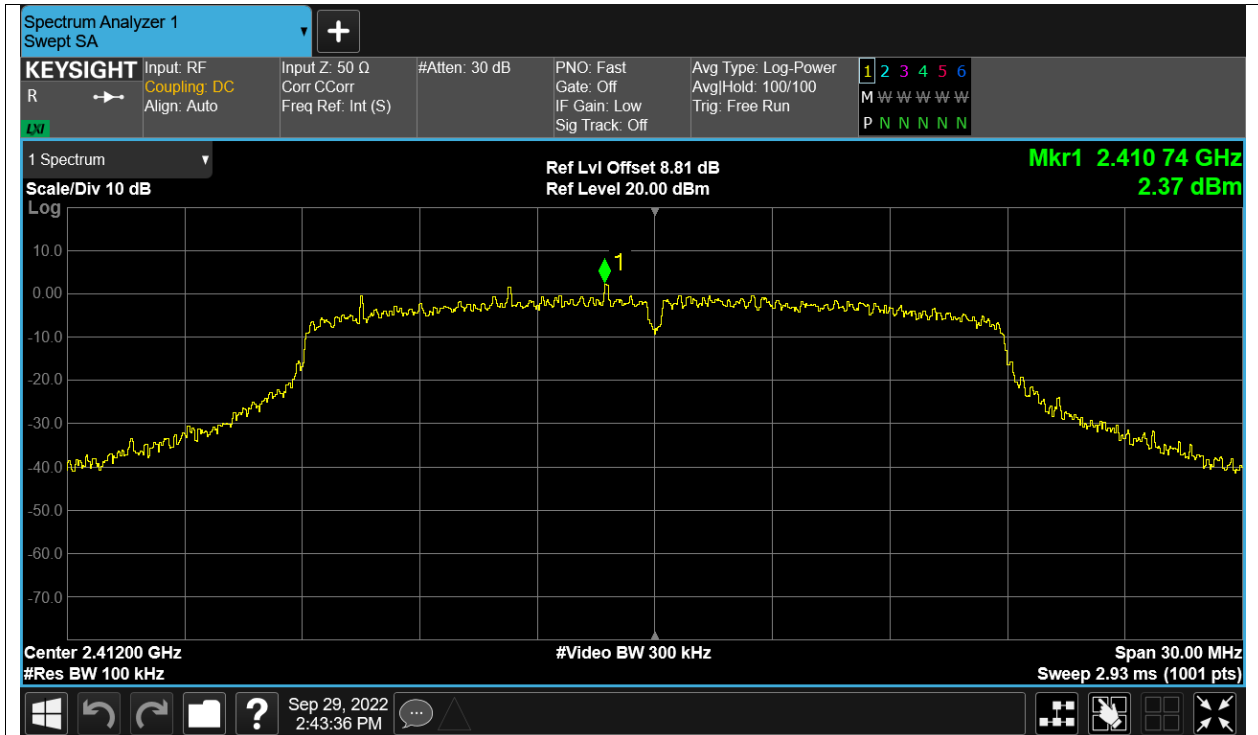 Spectrum Analyzer 1
Swept SA
KEYSIGHT
R
LXI
Input: RF
Coupling: DC
Align: Auto
Input Z: 50 Ω
Corr CCorr
Freq Ref: Int (S)
#Atten: 30 dB
PNO: Fast
Gate: Off
IF Gain: Low
Sig Track: Off
Avg Type: Log-Power
Avg|Hold: 100/100
Trig: Free Run
1 2 3 4 5 6
M W W W W W
P N N N N N N
1 Spectrum
Scale/Div 10 dB
Log
Ref Lvl Offset 8.81 dB
Ref Level 20.00 dBm
Mkr1 2.410 74 GHz
2.37 dBm
1
10.0
0.00
-10.0
-20.0
-30.0
-40.0
-50.0
-60.0
-70.0
Center 2.41200 GHz
#Res BW 100 kHz
#Video BW 300 kHz
Span 30.00 MHz
Sweep 2.93 ms (1001 pts)
?
Sep 29, 2022
2:43:36 PM